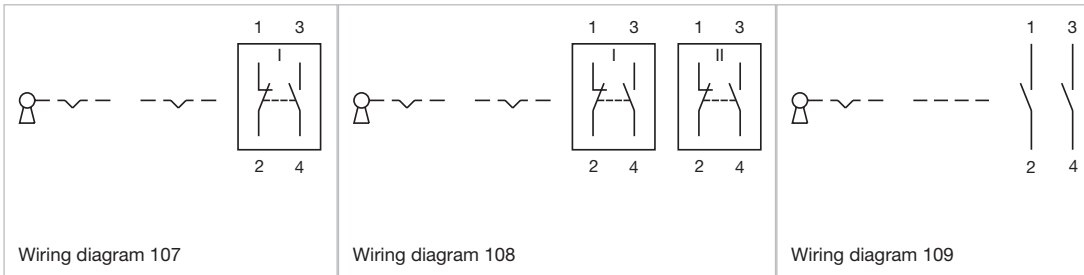 1 3
I
2 4
Wiring diagram 107
1 3 1 3
I II
2 4 2 4
Wiring diagram 108
1 3
2 4
Wiring diagram 109